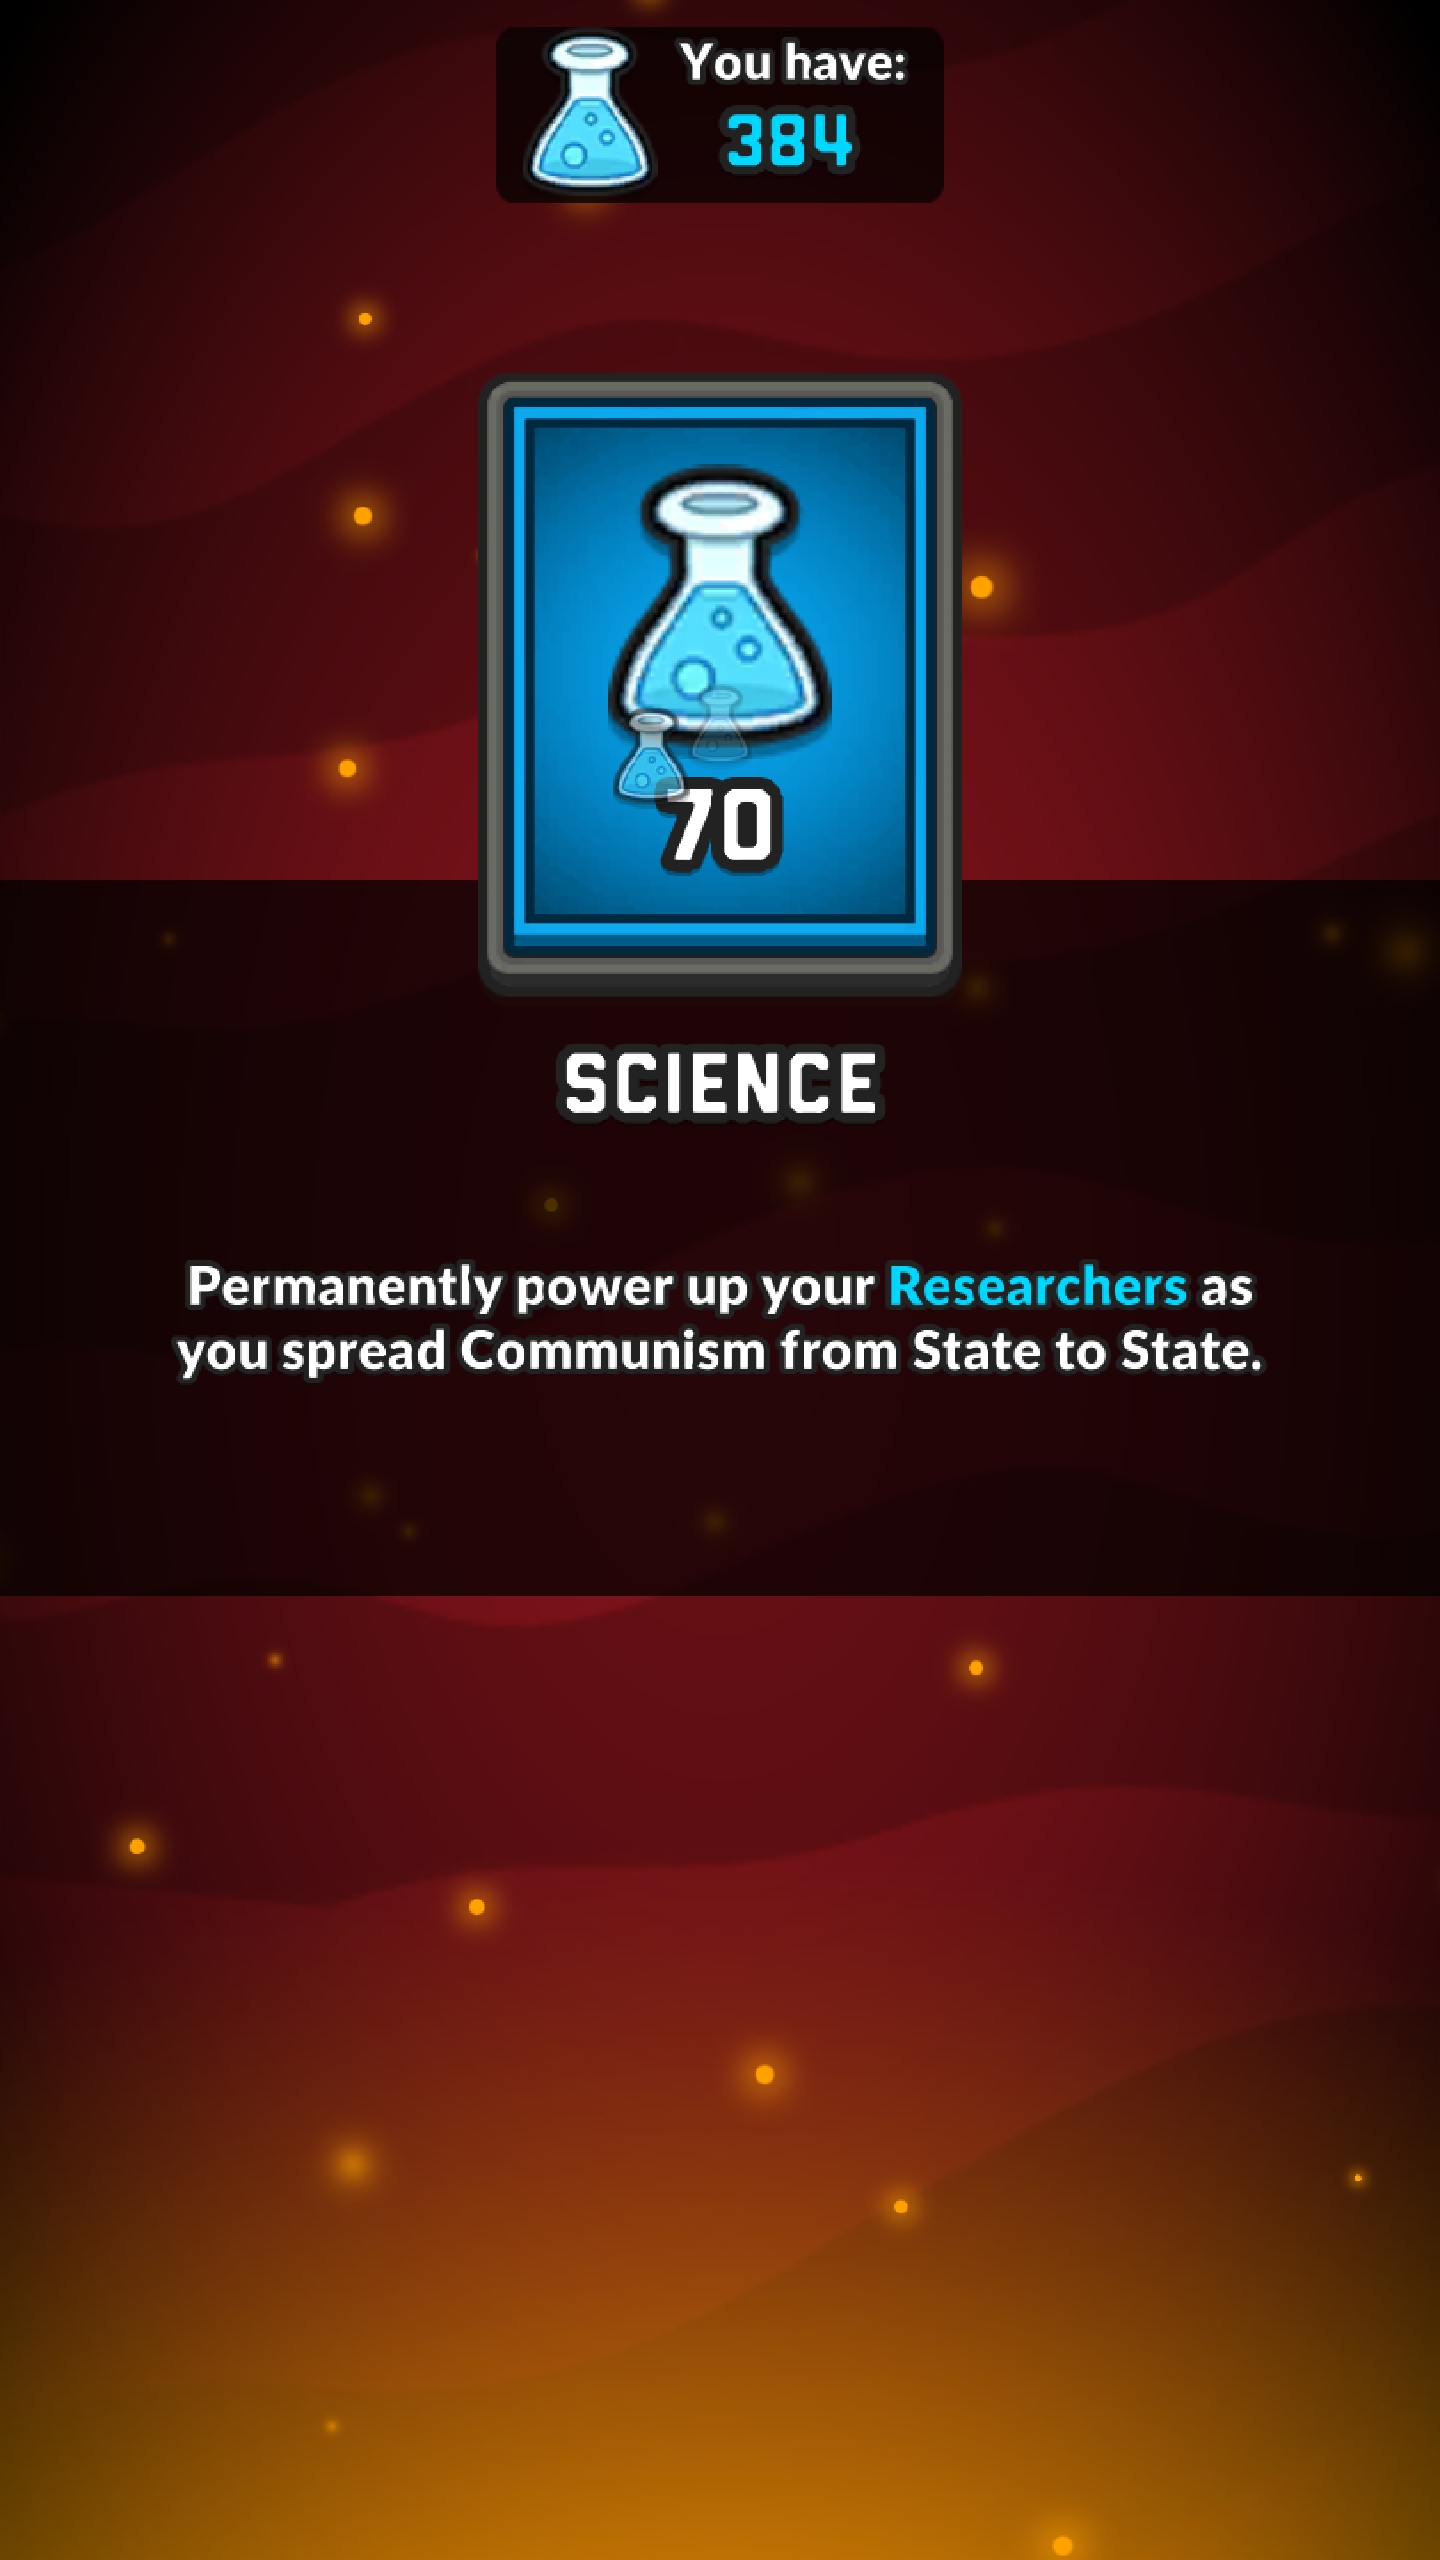 You have:
384
70
SCIENCE
Permanently power up your Researchers as
you spread Communism from State to State.